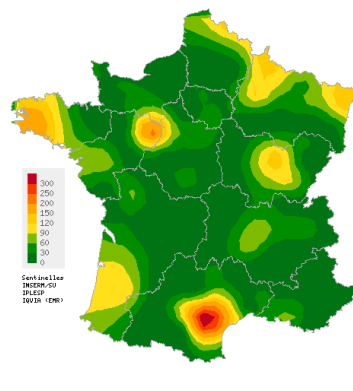 300
250
200
150
120
90
60
30
0
Sentinelles
INSERM/SU
IPLESP
IQVIA (EMR)